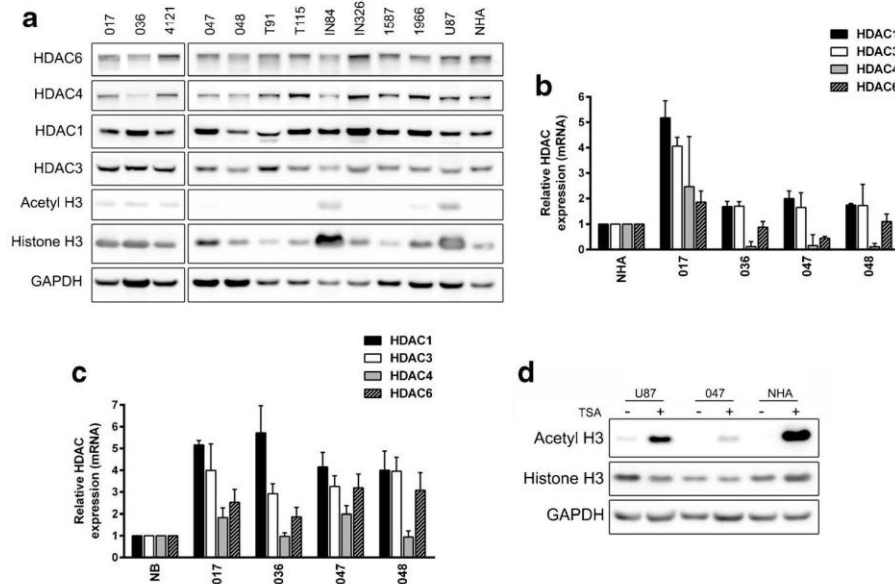 a
017 036 4121 047 048 T91 T115 IN84 IN326 1587 1966 U87 NHA
HDAC6
HDAC4
HDAC1
HDAC3
Acetyl H3
Histone H3
GAPDH
b
HDAC1
HDAC3
HDAC4
HDAC6
Relative HDAC
expression (mRNA)
8
6
4
2
0
NHA 017 036 047 048
c
HDAC1
HDAC3
HDAC4
HDAC6
Relative HDAC
expression (mRNA)
7
6
5
4
3
2
1
0
NB 017 036 047 048
d
U87 047 NHA
TSA - + - + - +
Acetyl H3
Histone H3
GAPDH